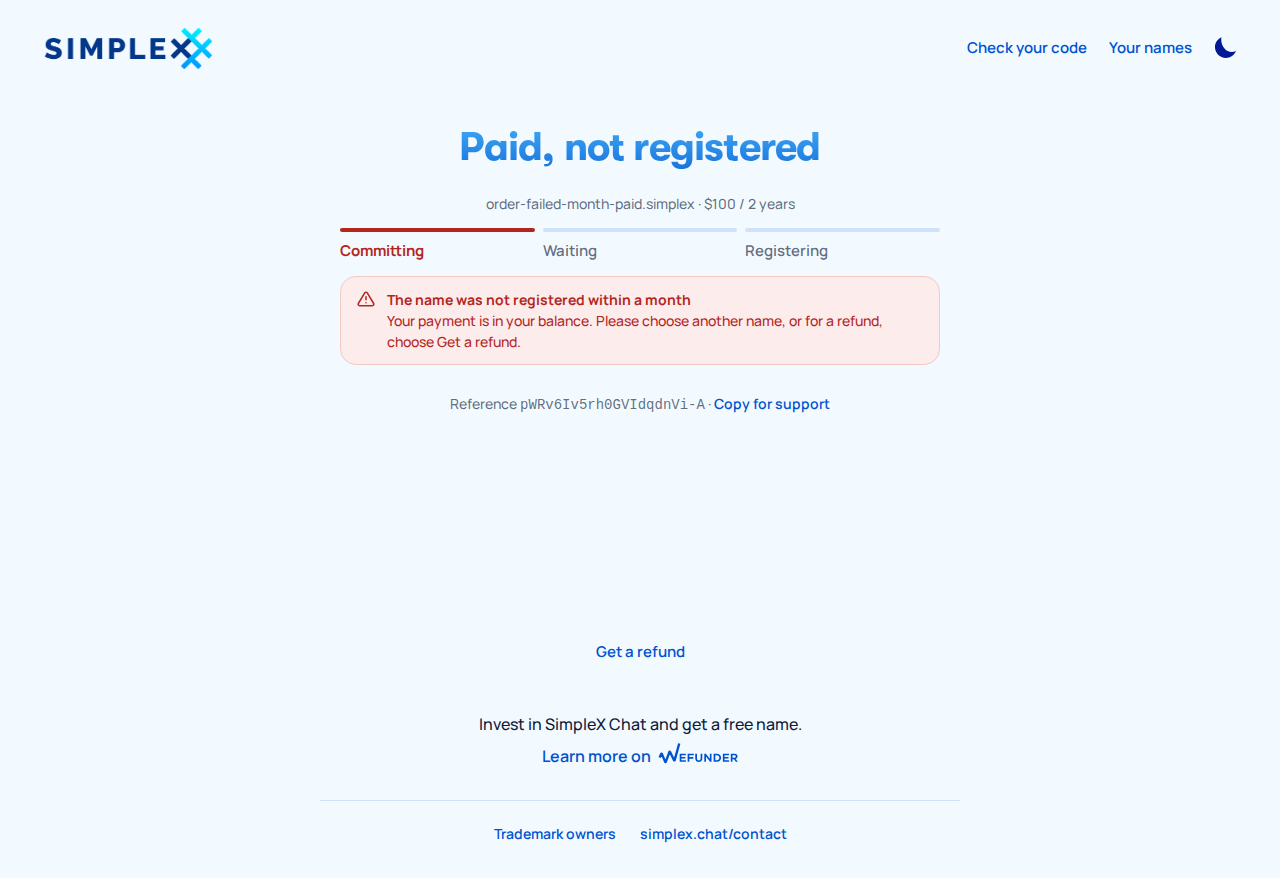 SIMPLEX
Check your code
Your names
Paid, not registered
order-failed-month-paid.simplex · $100 / 2 years
Committing
Waiting
Registering
The name was not registered within a month
Your payment is in your balance. Please choose another name, or for a refund,
choose Get a refund.
Reference pWRv6Iv5rh0GVIdqdnVi-A · Copy for support
Get a refund
Invest in SimpleX Chat and get a free name.
Learn more on WEFUNDER
Trademark owners
simplex.chat/contact